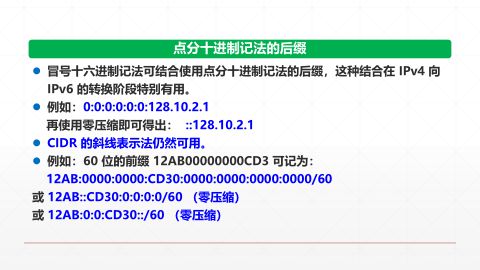 点分十进制记法的后缀
冒号十六进制记法可结合使用点分十进制记法的后缀，这种结合在 IPv4 向
IPv6 的转换阶段特别有用。
例如：0:0:0:0:0:0:128.10.2.1
再使用零压缩即可得出： ::128.10.2.1
CIDR 的斜线表示法仍然可用。
例如：60 位的前缀 12AB00000000CD3 可记为：
12AB:0000:0000:CD30:0000:0000:0000:0000/60
或 12AB::CD30:0:0:0:0/60 （零压缩）
或 12AB:0:0:CD30::/60 （零压缩）